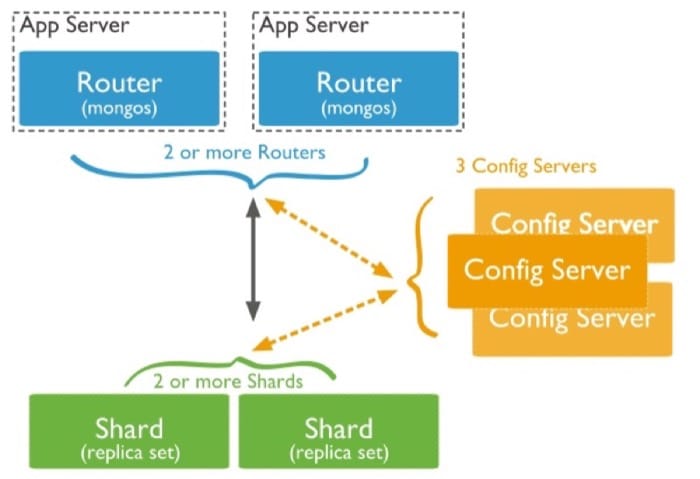 App Server
App Server
Router
(mongos)
Router
(mongos)
2 or more Routers
3 Config Servers
Config Server
Config Server
Config Server
2 or more Shards
Shard
(replica set)
Shard
(replica set)